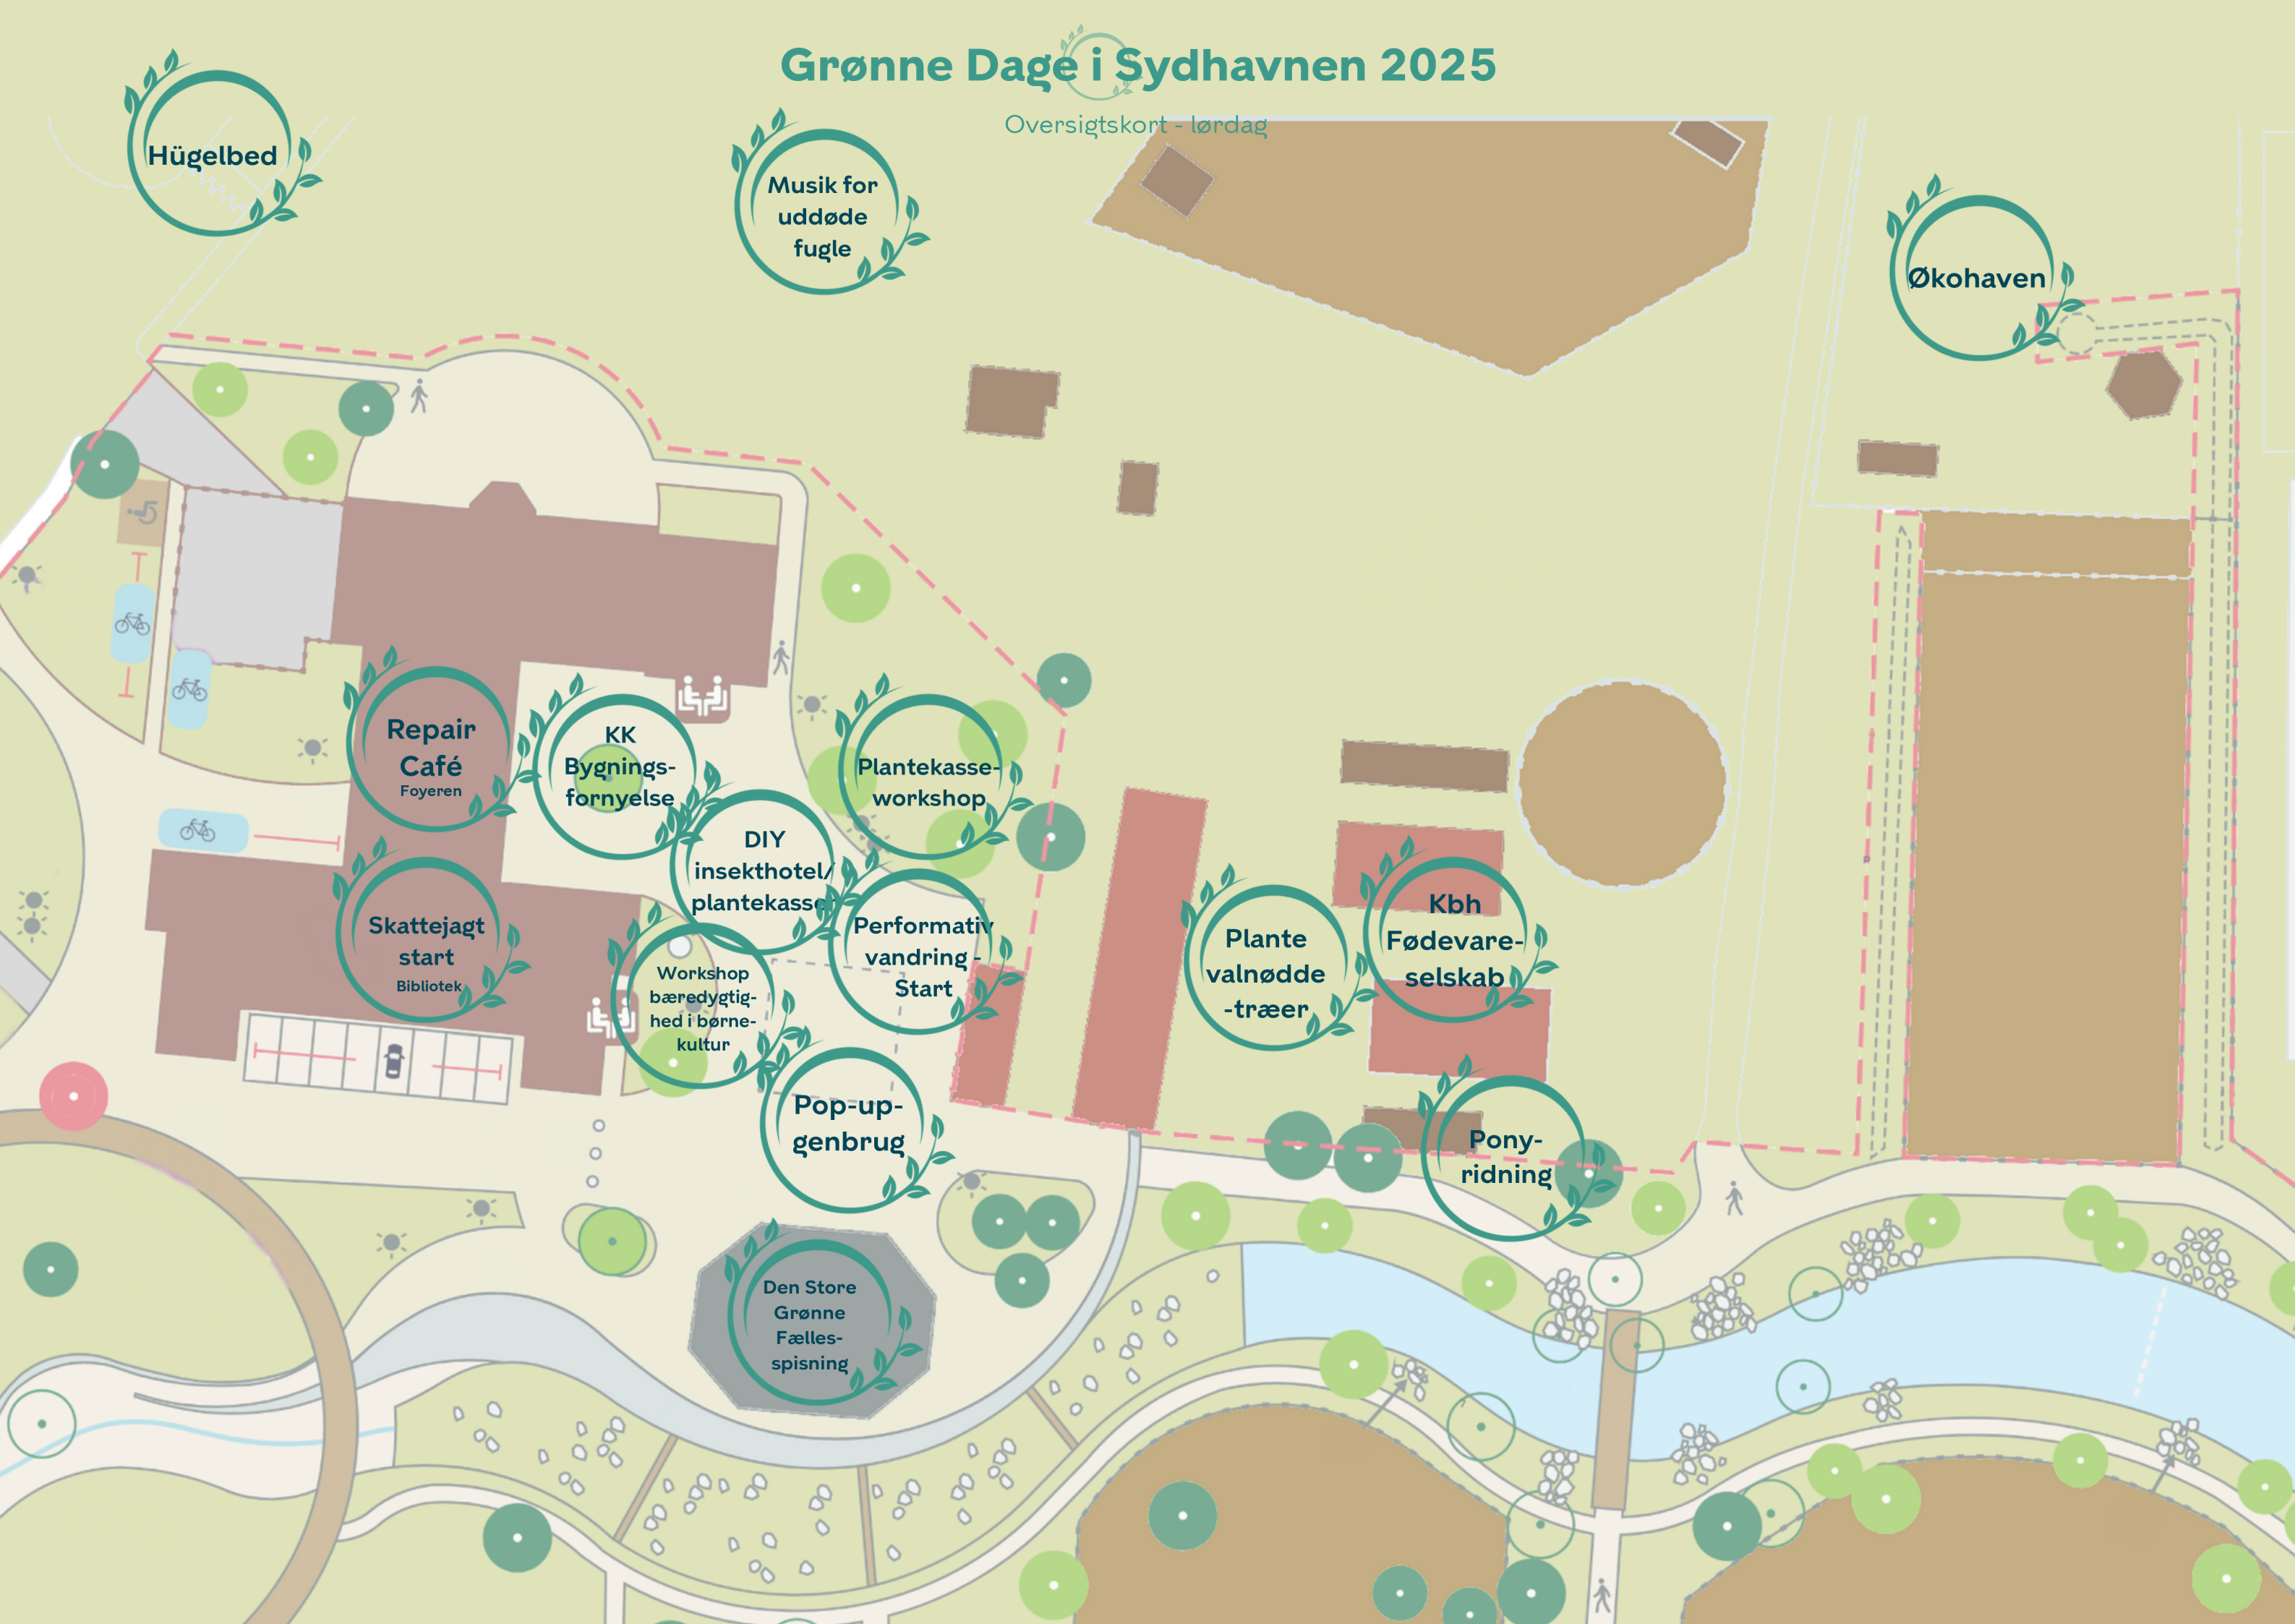 Grønne Dage i Sydhavnen 2025
Oversigtskort - lørdag
Hügelbed
Musik for
uddøde
fugle
Økohaven
Repair
Café
Foyeren
KK
Bygnings-
fornyelse
Plantekasse-
workshop
DIY
insekthotel/
plantekasser
Skattejagt
start
Bibliotek
Workshop
bæredygtig-
hed i børne-
kultur
Performativ
vandring -
Start
Plante
valnødde
-træer
Kbh
Fødevare-
selskab
Pop-up-
genbrug
Pony-
ridning
Den Store
Grønne
Fælles-
spisning